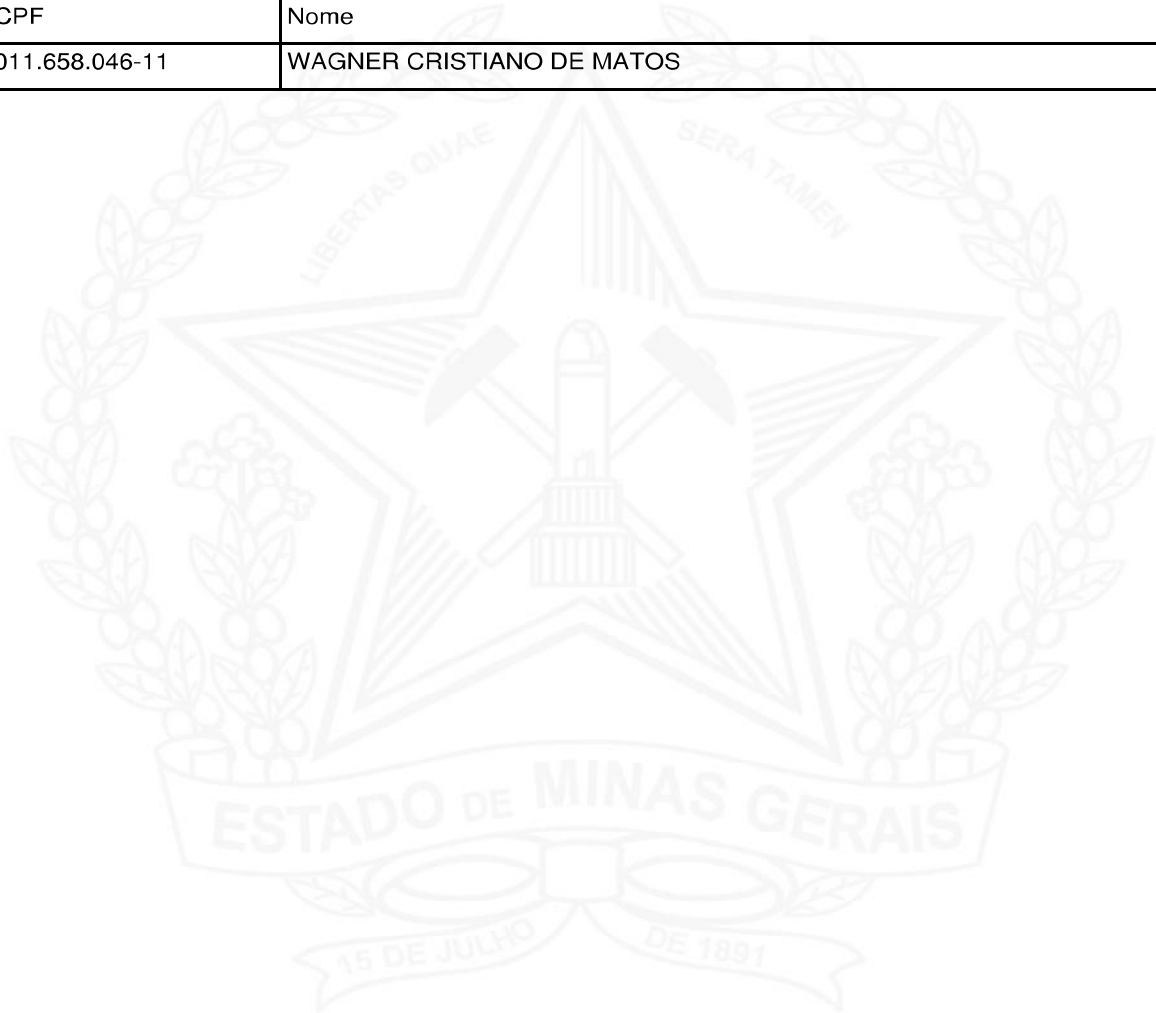 CPF Nome
011.658.046-11 WAGNER CRISTIANO DE MATOS
LIBERTAS QUAE SERA TAMEN
ESTADO DE MINAS GERAIS
15 DE JULHO DE 1891